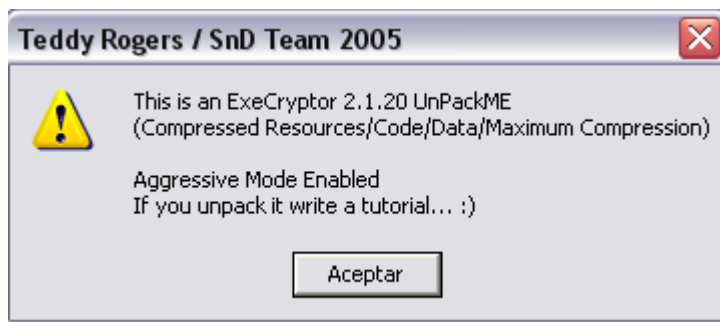 Teddy Rogers / SnD Team 2005
This is an ExeCryptor 2.1.20 UnPackME
(Compressed Resources/Code/Data/Maximum Compression)
Aggressive Mode Enabled
If you unpack it write a tutorial... :)
Aceptar